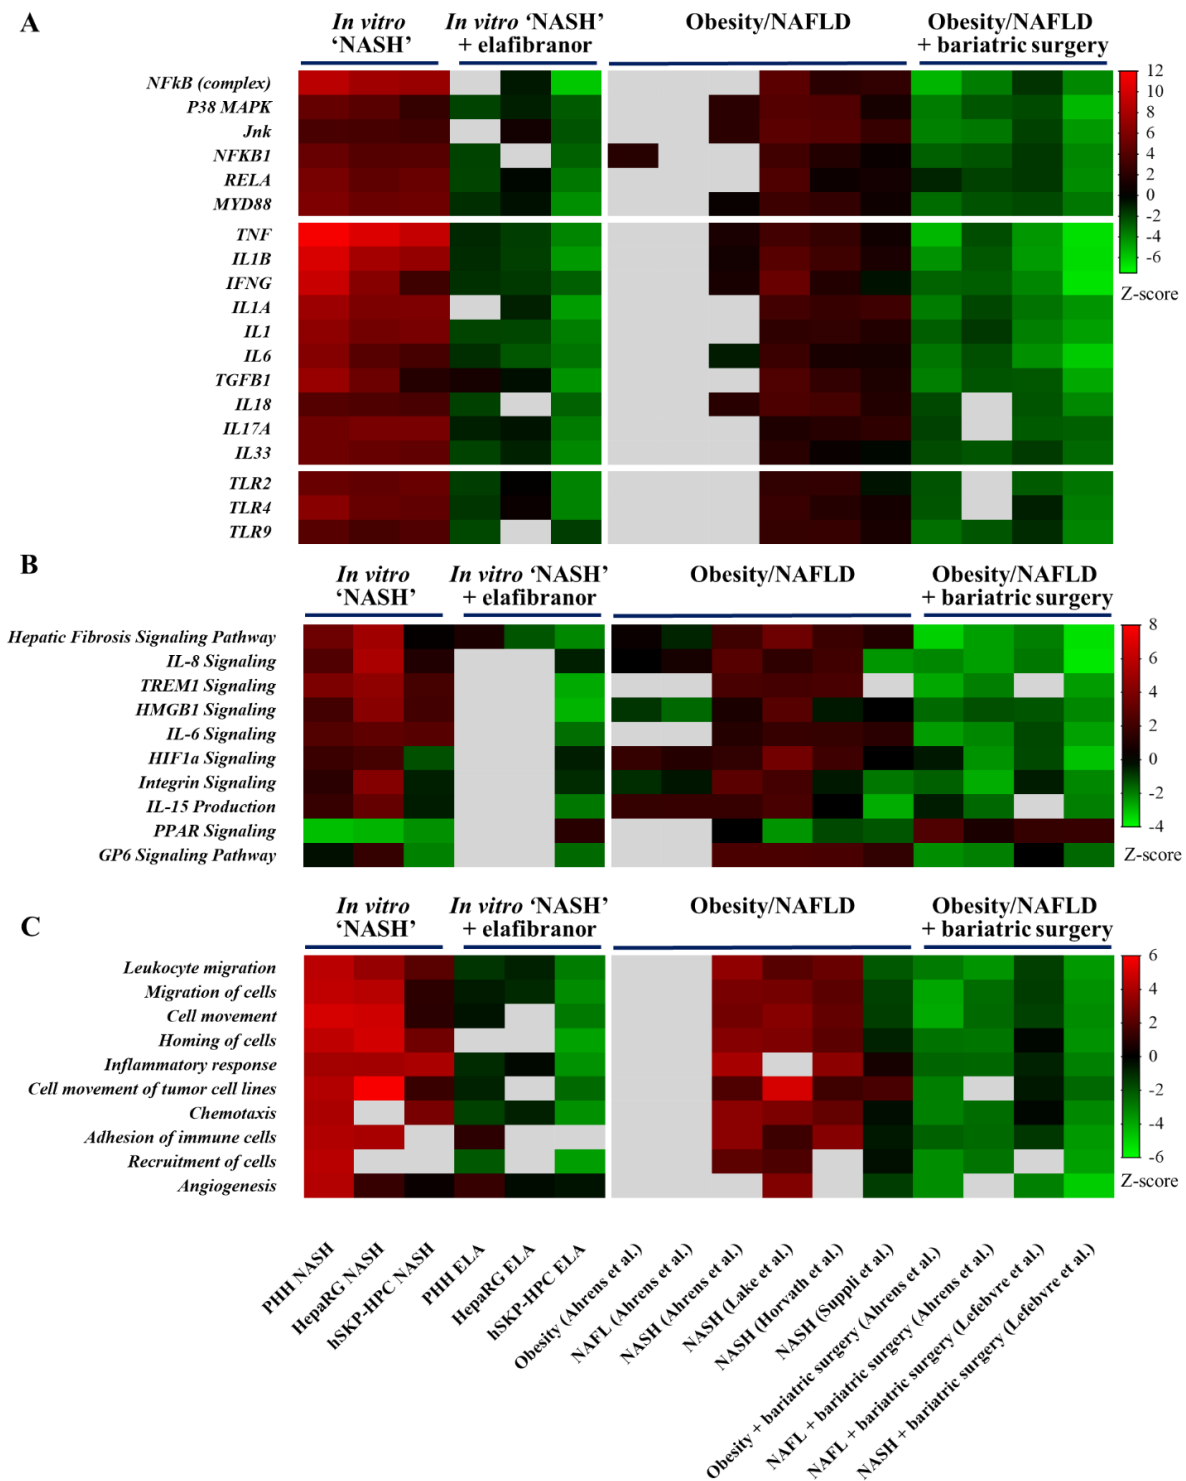 A
In vitro
‘NASH’
In vitro ‘NASH’
+ elafibranor
Obesity/NAFLD
Obesity/NAFLD
+ bariatric surgery
NFkB (complex)
P38 MAPK
Jnk
NFKB1
RELA
MYD88
TNF
IL1B
IFNG
IL1A
IL1
IL6
TGFB1
IL18
IL17A
IL33
TLR2
TLR4
TLR9
12
10
8
6
4
2
0
-2
-4
-6
Z-score
B
In vitro
‘NASH’
In vitro ‘NASH’
+ elafibranor
Obesity/NAFLD
Obesity/NAFLD
+ bariatric surgery
Hepatic Fibrosis Signaling Pathway
IL-8 Signaling
TREM1 Signaling
HMGB1 Signaling
IL-6 Signaling
HIF1a Signaling
Integrin Signaling
IL-15 Production
PPAR Signaling
GP6 Signaling Pathway
8
6
4
2
0
-2
-4
Z-score
C
In vitro
‘NASH’
In vitro ‘NASH’
+ elafibranor
Obesity/NAFLD
Obesity/NAFLD
+ bariatric surgery
Leukocyte migration
Migration of cells
Cell movement
Homing of cells
Inflammatory response
Cell movement of tumor cell lines
Chemotaxis
Adhesion of immune cells
Recruitment of cells
Angiogenesis
6
4
2
0
-2
-4
-6
Z-score
PHH NASH
HepaRG NASH
hSKP-HPC NASH
PHH ELA
HepaRG ELA
hSKP-HPC ELA
Obesity (Ahrens et al.)
NAFL (Ahrens et al.)
NASH (Ahrens et al.)
NASH (Lake et al.)
NASH (Horvath et al.)
NASH (Suppli et al.)
Obesity + bariatric surgery (Ahrens et al.)
NAFL + bariatric surgery (Ahrens et al.)
NAFL + bariatric surgery (Lefebvre et al.)
NASH + bariatric surgery (Lefebvre et al.)